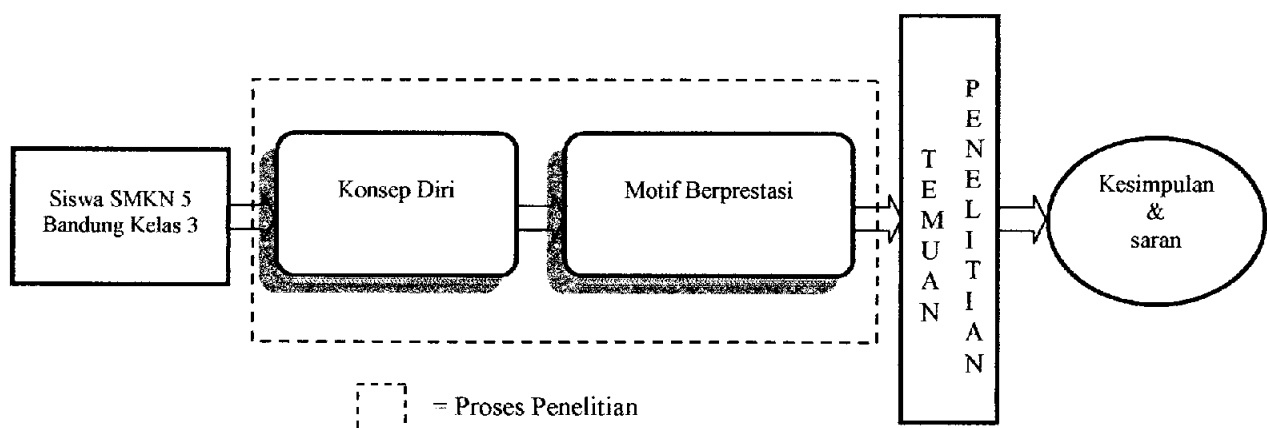 Siswa SMKN 5
Bandung Kelas 3
Konsep Diri
Motif Berprestasi
TEMUAN
PENELITIAN
Kesimpulan
&
saran
= Proses Penelitian